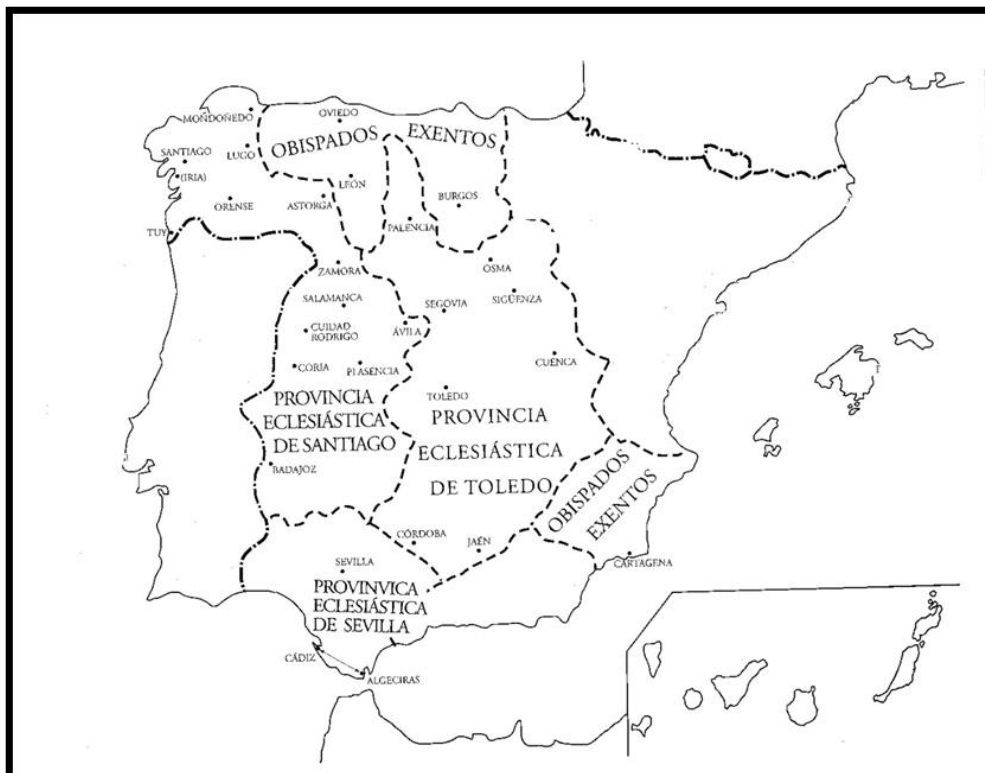 MONDOÑEDO
OVIEDO
OBISPADOS EXENTOS
SANTIAGO
LUGO
(IRIA)
LEÓN
ORENSE
ASTORGA
BURGOS
PALENCIA
TUY
ZAMORA
OSMA
SALAMANCA
SEGOVIA
SIGÜENZA
CUIDAD
RODRIGO
ÁVILA
CORIA
PLASENCIA
CUENCA
TOLEDO
PROVINCIA
ECLESIÁSTICA
DE SANTIAGO
PROVINCIA
ECLESIÁSTICA
DE TOLEDO
BADAJOZ
OBISPADOS
EXENTOS
CÓRDOBA
JAÉN
SEVILLA
CARTAGENA
PROVINVICA
ECLESIÁSTICA
DE SEVILLA
CÁDIZ
ALGECIRAS